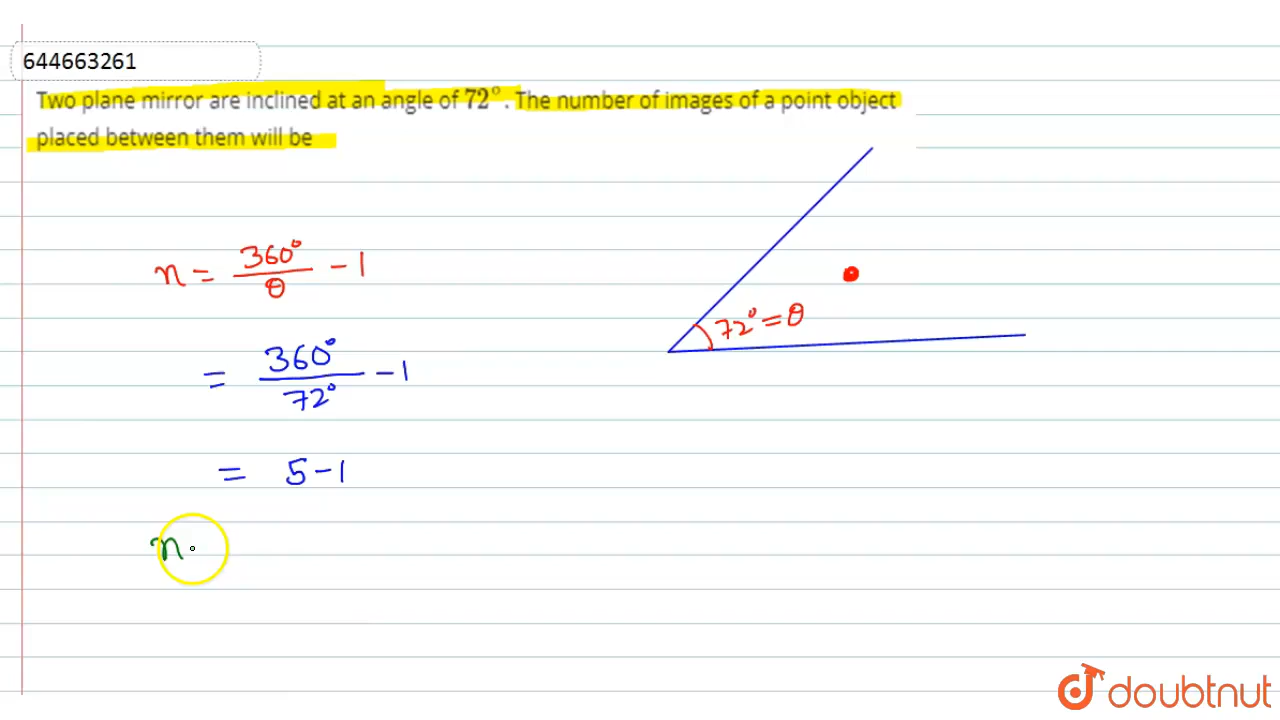 644663261
Two plane mirror are inclined at an angle of 72°. The number of images of a point object
placed between them will be
n = 360°/θ - 1
= 360°/72° - 1
= 5 - 1
n
72° = θ
doubtnut